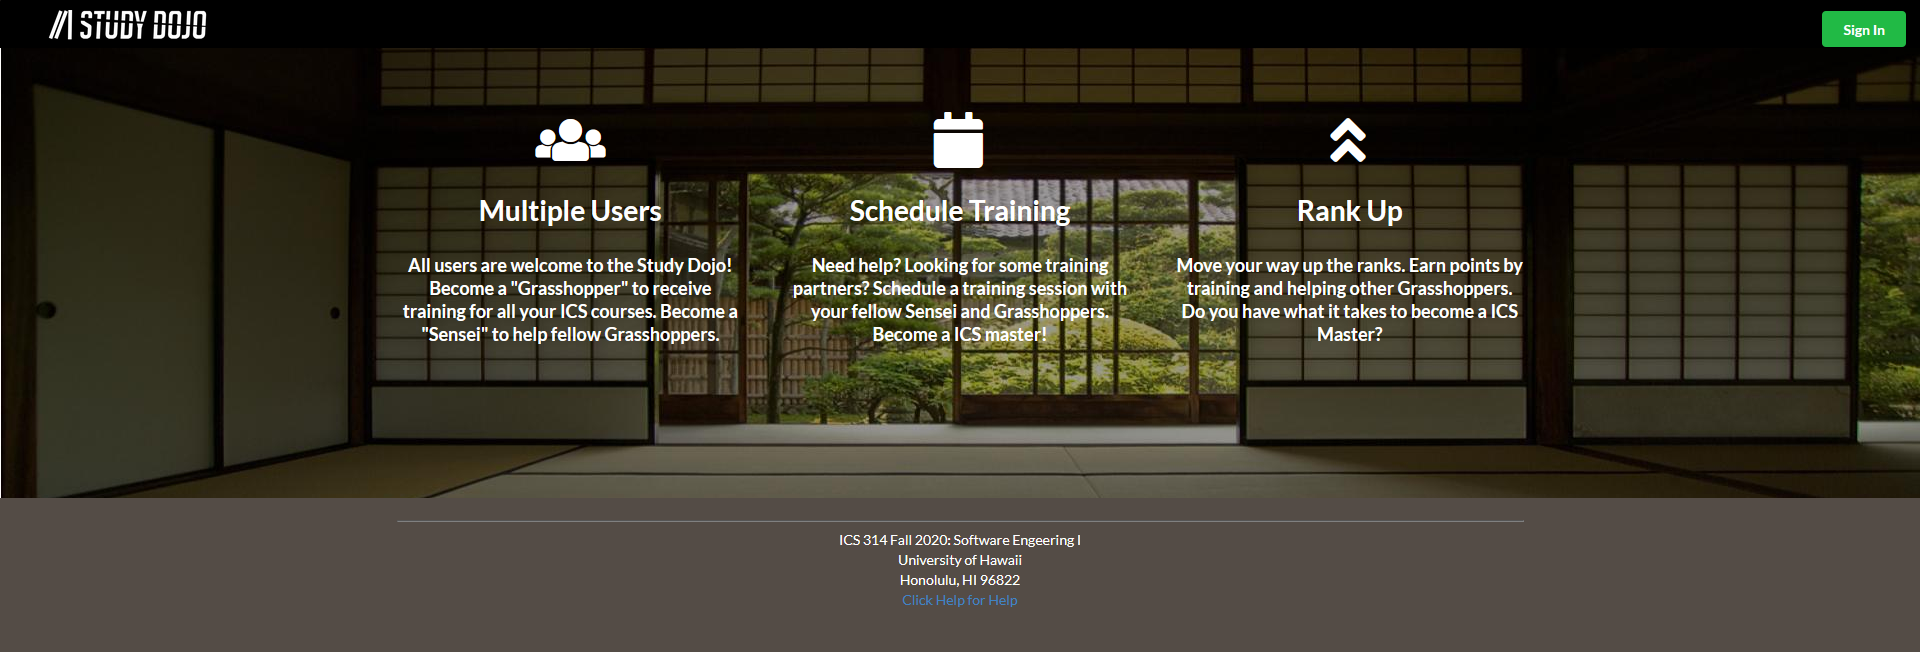 STUDY DOJO
Sign In
Multiple Users
All users are welcome to the Study Dojo!
Become a "Grasshopper" to receive
training for all your ICS courses. Become a
"Sensei" to help fellow Grasshoppers.
Schedule Training
Need help? Looking for some training
partners? Schedule a training session with
your fellow Sensei and Grasshoppers.
Become a ICS master!
Rank Up
Move your way up the ranks. Earn points by
training and helping other Grasshoppers.
Do you have what it takes to become a ICS
Master?
ICS 314 Fall 2020: Software Engeering I
University of Hawaii
Honolulu, HI 96822
Click Help for Help